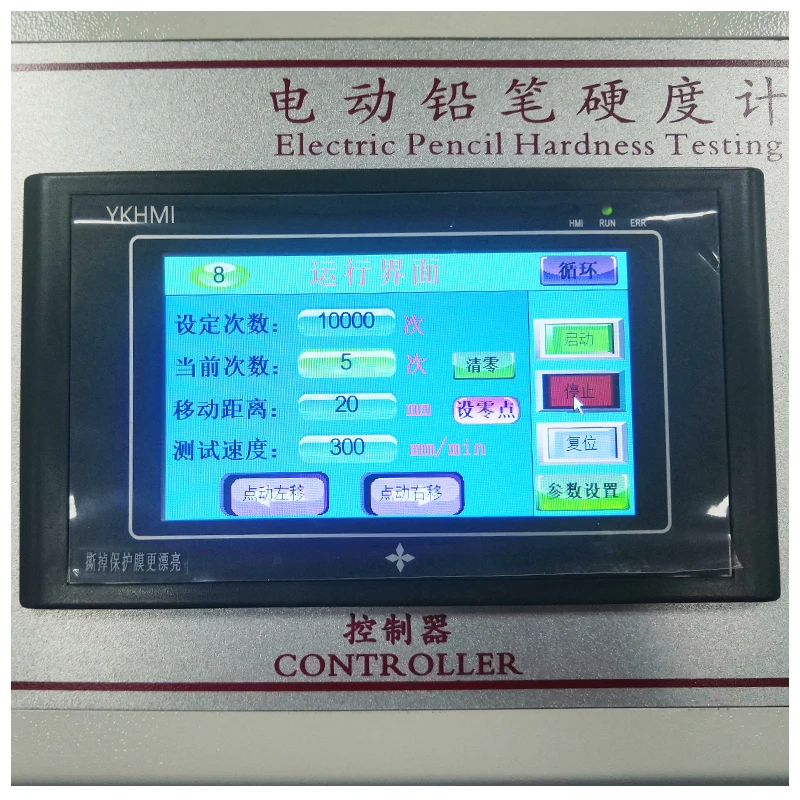 电动铅笔硬度计
Electric Pencil Hardness Testing
YKHMI
HMI RUN ERR
8 运行界面 循环
设定次数: 10000 次
启动
当前次数: 5 次 清零
停止
移动距离: 20 mm 设零点
复位
测试速度: 300 mm/min
点动左移 点动右移 参数设置
撕掉保护膜更漂亮
控制器
CONTROLLER